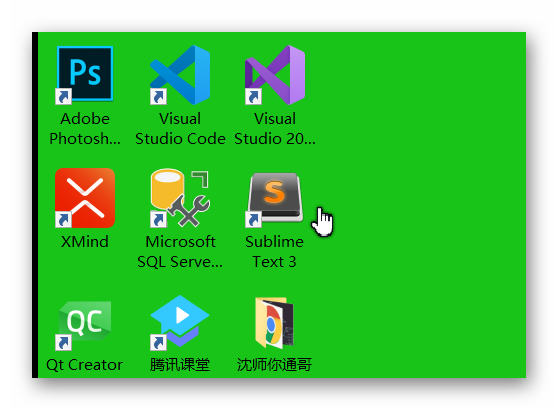 Ps
Adobe
Photosh...
Visual
Studio Code
Visual
Studio 20...
XMind
Microsoft
SQL Serve...
S
Sublime
Text 3
QC
Qt Creator
腾讯课堂
沈师你通哥